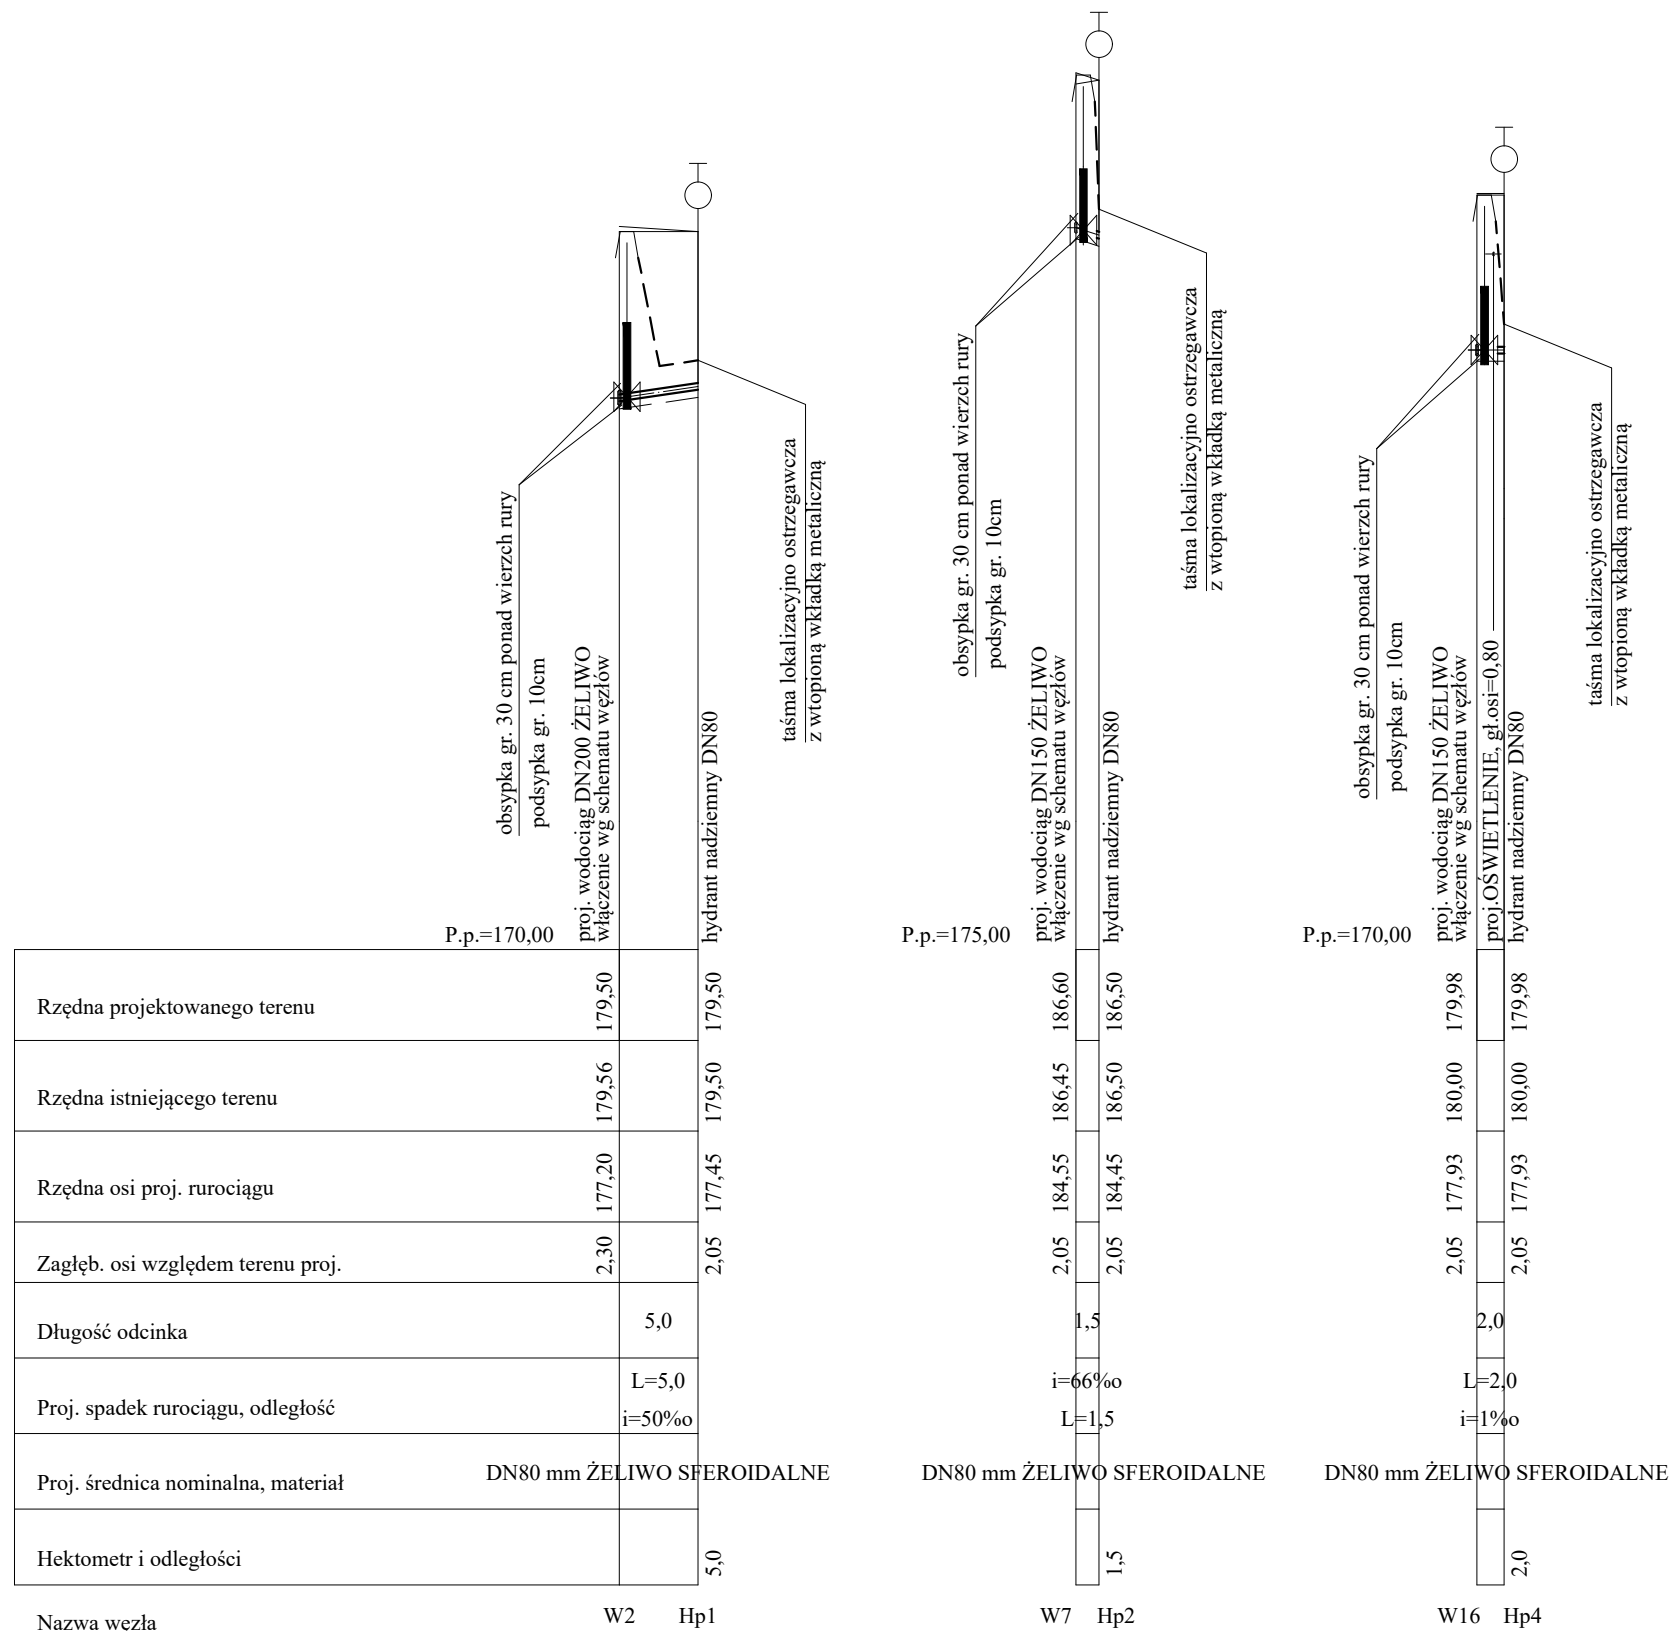 obsypka gr. 30 cm ponad wierzch rury
podsypka gr. 10cm
proj. wodociąg DN200 ŻELIWO
włączenie wg schematu węzłów
hydrant nadziemny DN80
taśma lokalizacyjno ostrzegawcza
z wtopioną wkładką metaliczną
obsypka gr. 30 cm ponad wierzch rury
podsypka gr. 10cm
proj. wodociąg DN150 ŻELIWO
włączenie wg schematu węzłów
hydrant nadziemny DN80
taśma lokalizacyjno ostrzegawcza
z wtopioną wkładką metaliczną
obsypka gr. 30 cm ponad wierzch rury
podsypka gr. 10cm
proj. wodociąg DN150 ŻELIWO
włączenie wg schematu węzłów
proj.OŚWIETLENIE, gł.osi=0,80
hydrant nadziemny DN80
taśma lokalizacyjno ostrzegawcza
z wtopioną wkładką metaliczną
P.p.=170,00
P.p.=175,00
P.p.=170,00
Rzędna projektowanego terenu
179,50
179,50
186,60
186,50
179,98
179,98
Rzędna istniejącego terenu
179,56
179,50
186,45
186,50
180,00
180,00
Rzędna osi proj. rurociągu
177,20
177,45
184,55
184,45
177,93
177,93
Zagłęb. osi względem terenu proj.
2,30
2,05
2,05
2,05
2,05
2,05
Długość odcinka
5,0
1,5
2,0
Proj. spadek rurociągu, odległość
L=5,0
i=50%o
i=66%o
L=1,5
L=2,0
i=1%o
Proj. średnica nominalna, materiał
DN80 mm ŻELIWO SFEROIDALNE
DN80 mm ŻELIWO SFEROIDALNE
DN80 mm ŻELIWO SFEROIDALNE
Hektometr i odległości
5,0
1,5
2,0
Nazwa węzła
W2
Hp1
W7
Hp2
W16
Hp4